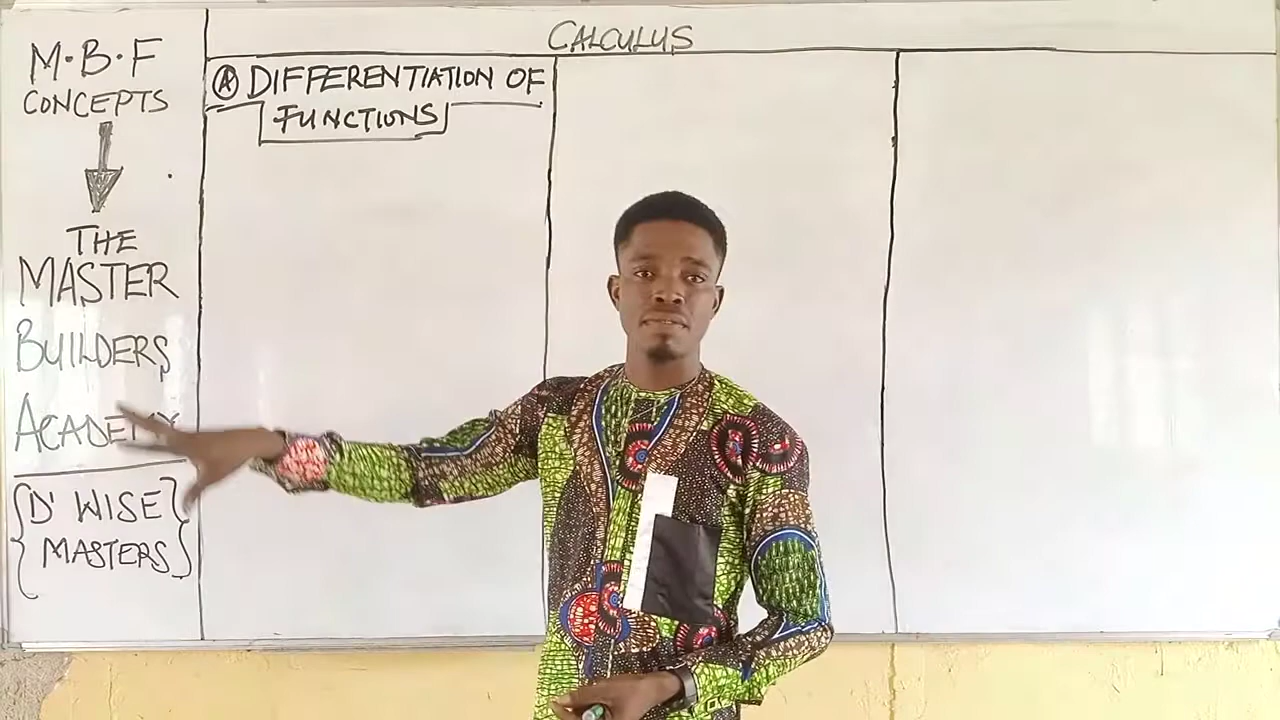 CALCULUS
M.B.F
CONCEPTS
THE
MASTER
BUILDERS
ACADEMY
{D' WISE
MASTERS}
Ⓐ DIFFERENTIATION OF
FUNCTIONS